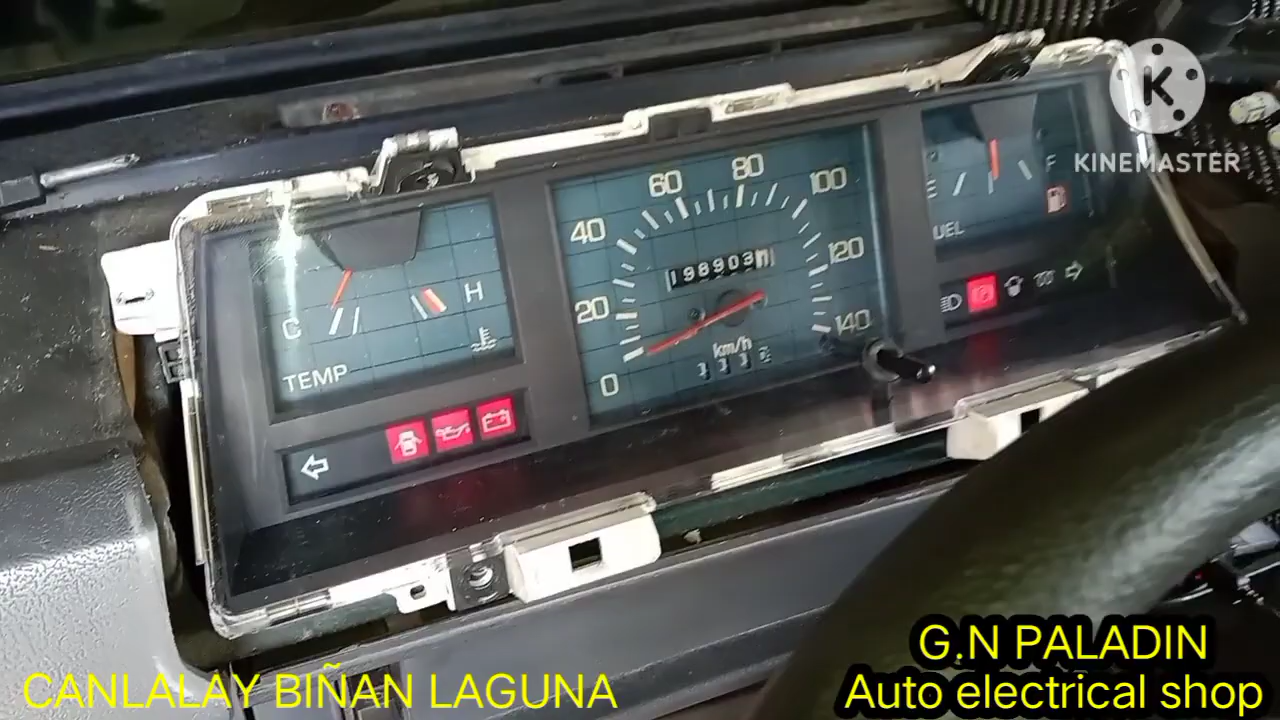 K
KINEMASTER
60 80 100
40 120
20 140
0
198903
km/h
C H
TEMP
E F
UEL
G.N PALADIN
CANLALAY BIÑAN LAGUNA
Auto electrical shop